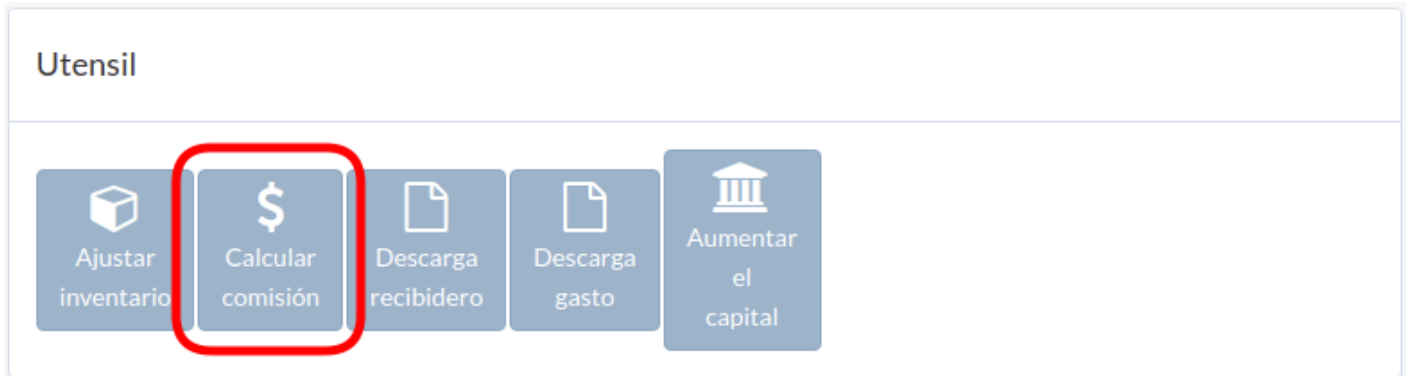 Utensil
Ajustar
inventario
$
Calcular
comisión
Descarga
recibidero
Descarga
gasto
Aumentar
el
capital